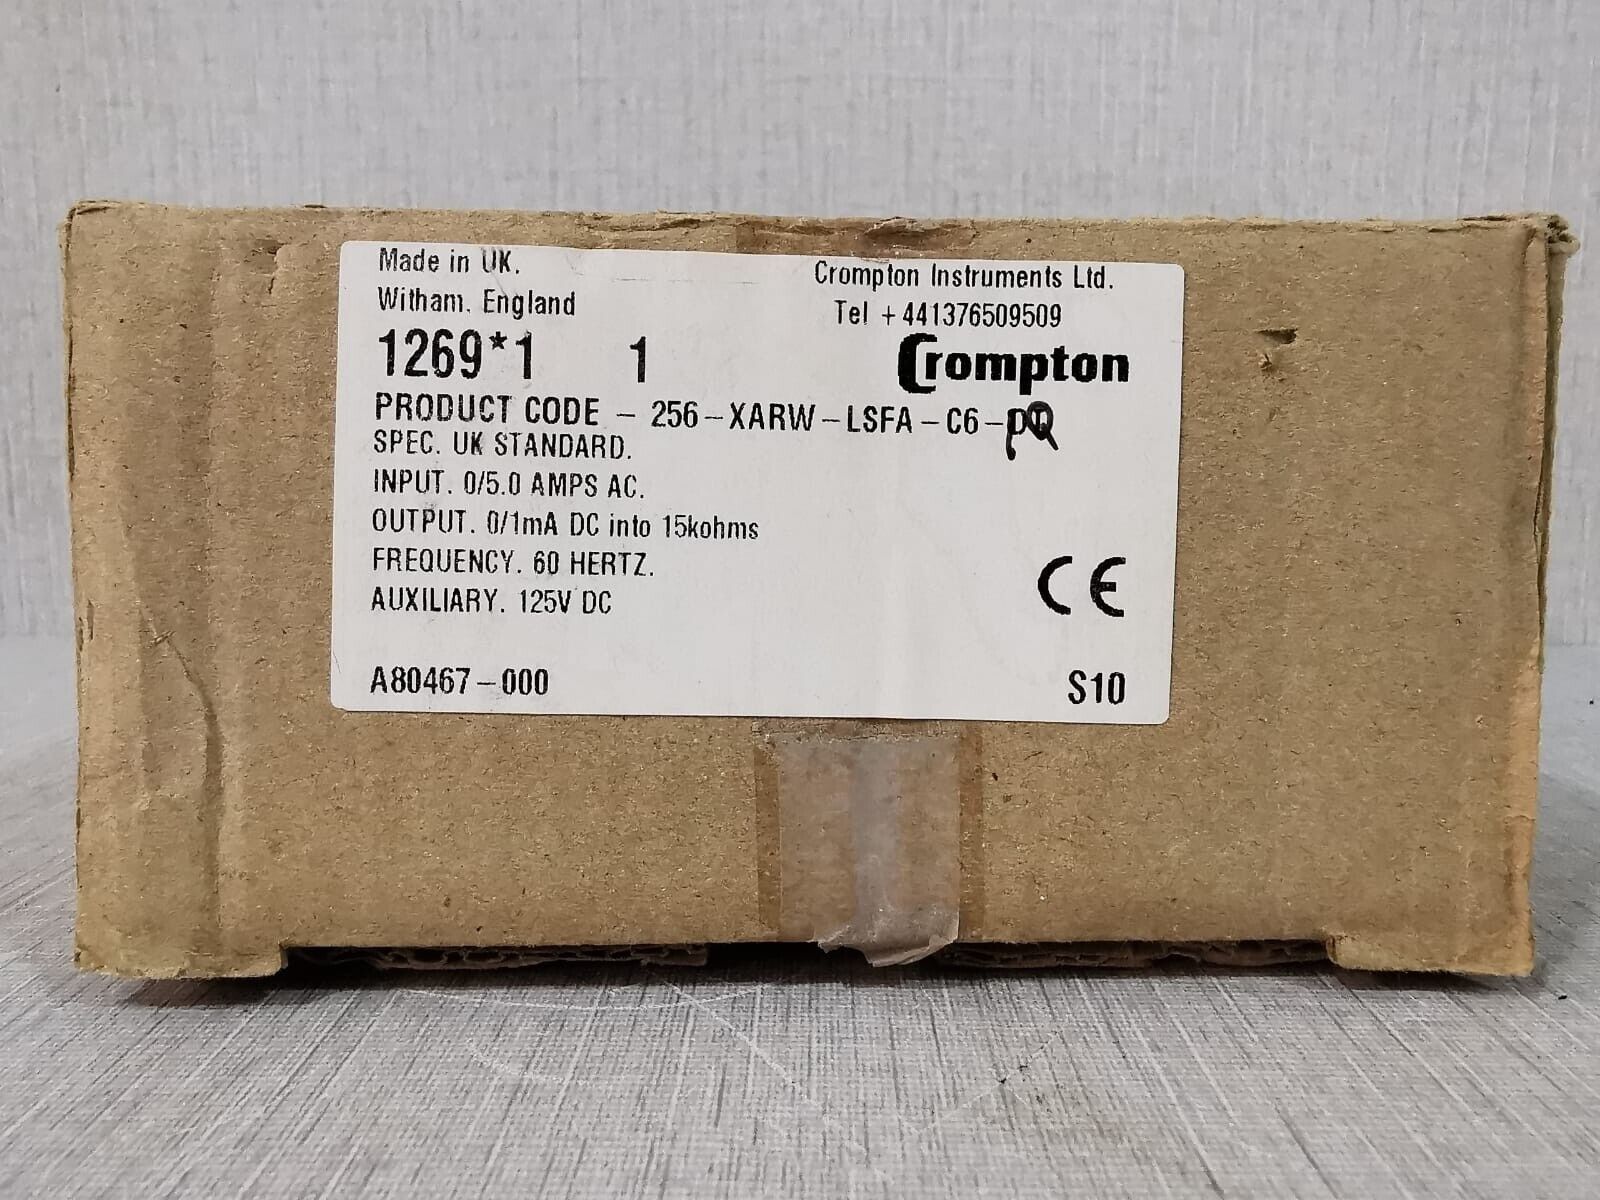 Made in UK.
Crompton Instruments Ltd.
Witham. England
Tel +441376509509
1269*1 1
Crompton
PRODUCT CODE - 256-XARW-LSFA-C6-
SPEC. UK STANDARD.
INPUT. 0/5.0 AMPS AC.
OUTPUT. 0/1mA DC into 15kohms
FREQUENCY. 60 HERTZ.
AUXILIARY. 125V DC
CE
A80467-000
S10